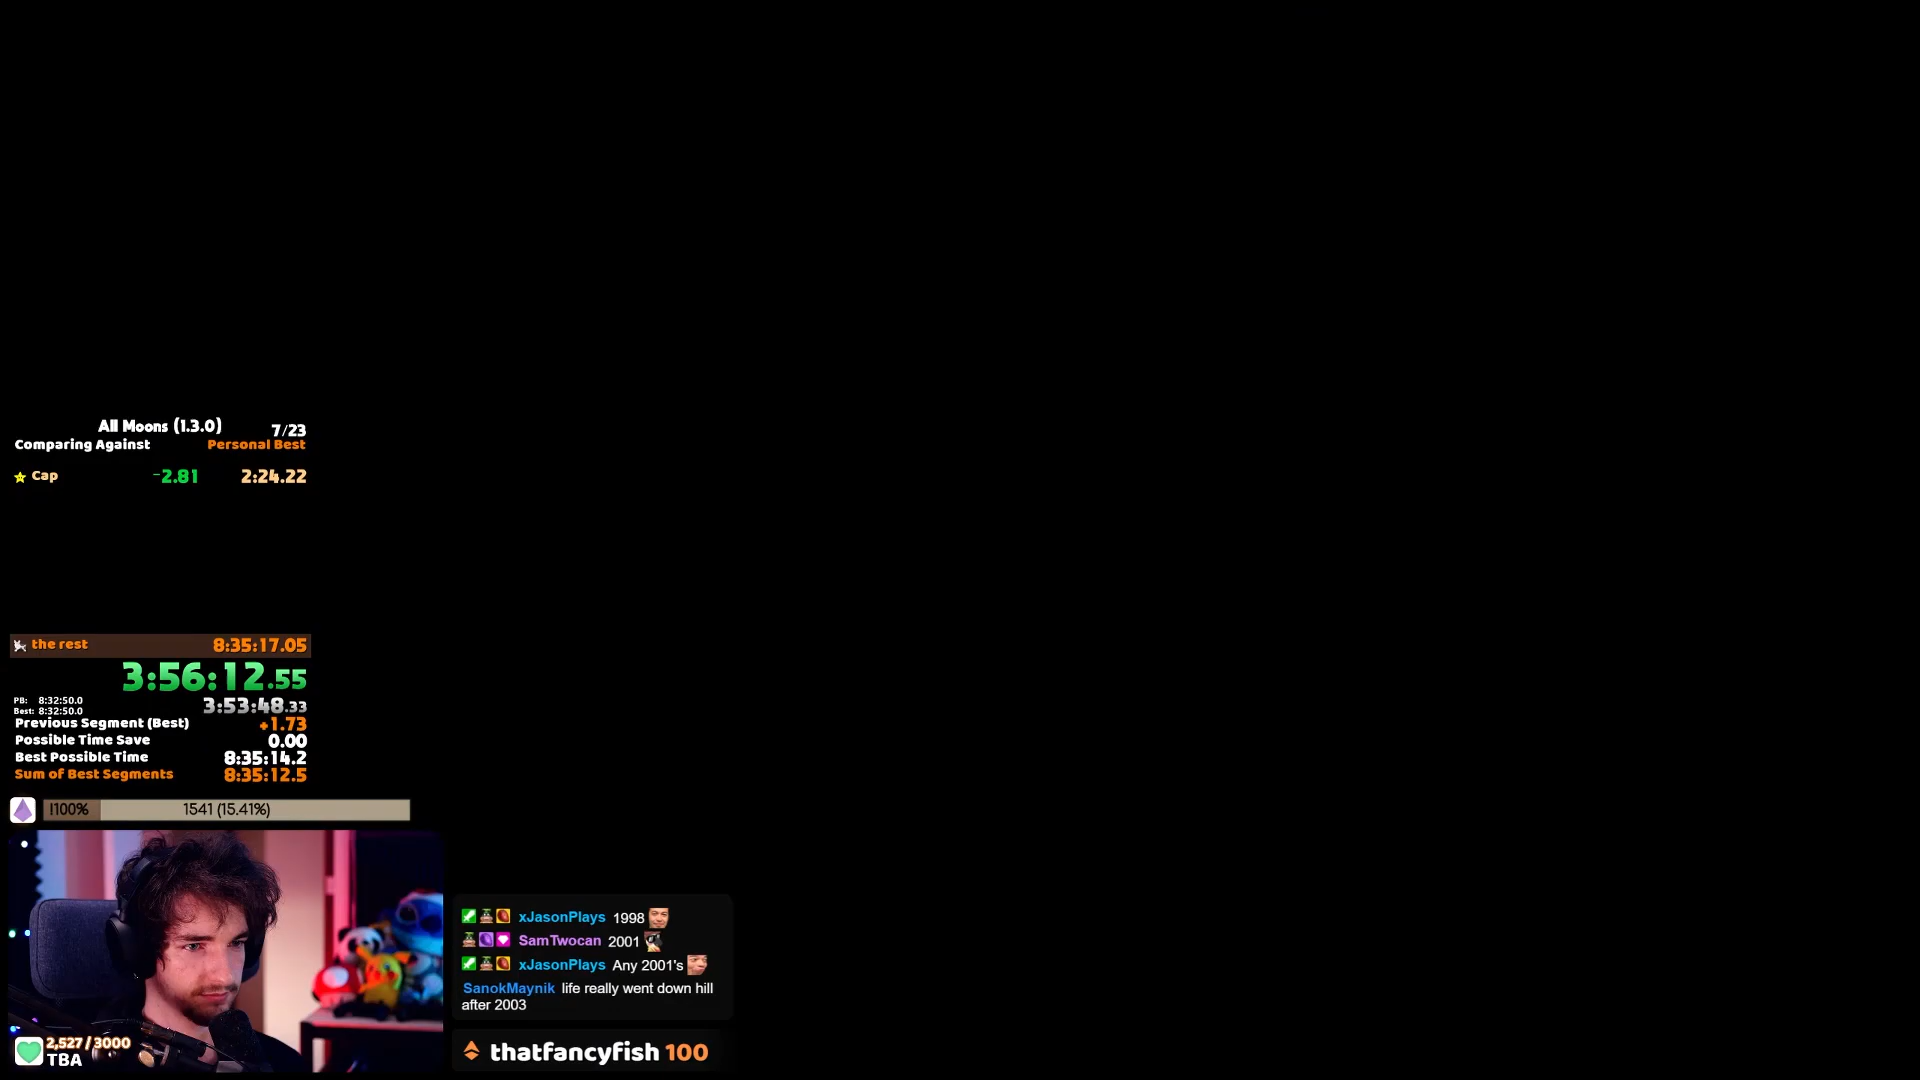 All Moons (1.3.0)
7/23
Comparing Against Personal Best
Cap -2.81 2:24.22
the rest 8:35:17.05
3:56:12.55
PB: 8:32:50.0
Best: 8:32:50.0
3:53:48.33
Previous Segment (Best) +1.73
Possible Time Save 0.00
Best Possible Time 8:35:14.2
Sum of Best Segments 8:35:12.5
!100% 1541 (15.41%)
xJasonPlays 1998
SamTwocan 2001
xJasonPlays Any 2001's
SanokMaynik life really went down hill
after 2003
2,527 / 3000
TBA
thatfancyfish 100